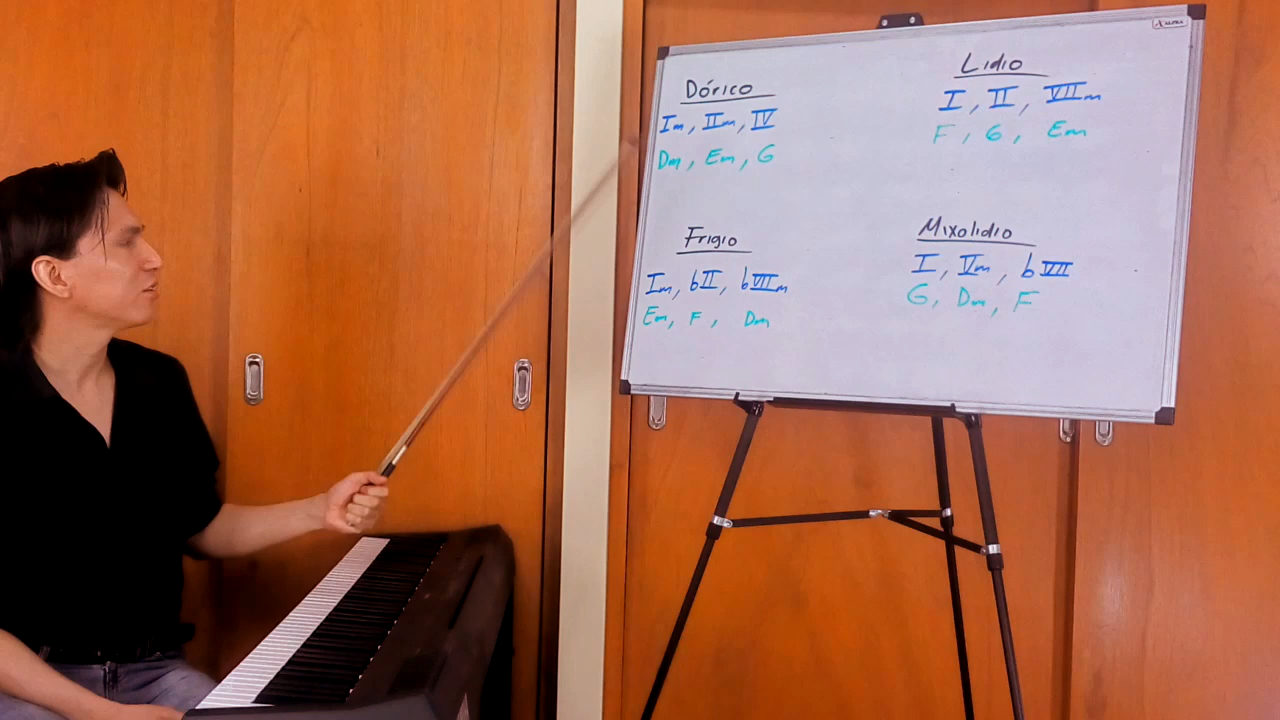 Dórico
Im, IIm, IV
Dm, Em, G
Lidio
I, II, VIIm
F, G, Em
Frigio
Im, bII, bVIIm
Em, F, Dm
Mixolidio
I, Vm, bVII
G, Dm, F